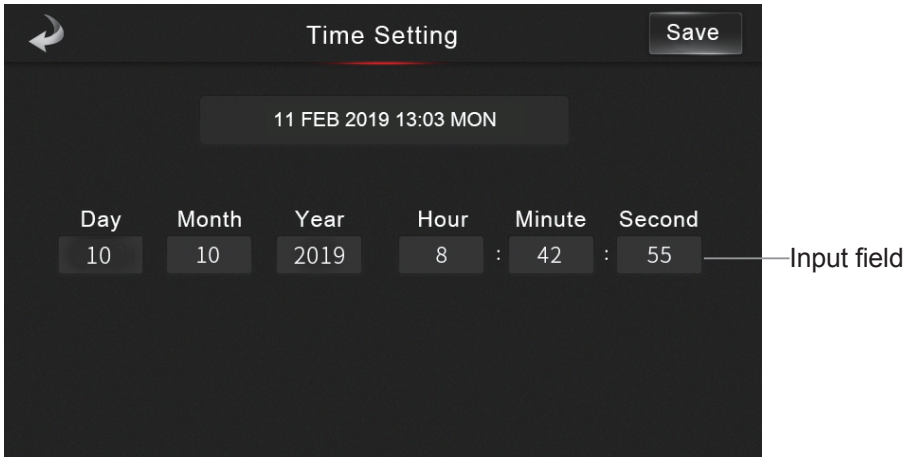 Time Setting Save
11 FEB 2019 13:03 MON
Day Month Year Hour Minute Second
10 10 2019 8 : 42 : 55
Input field